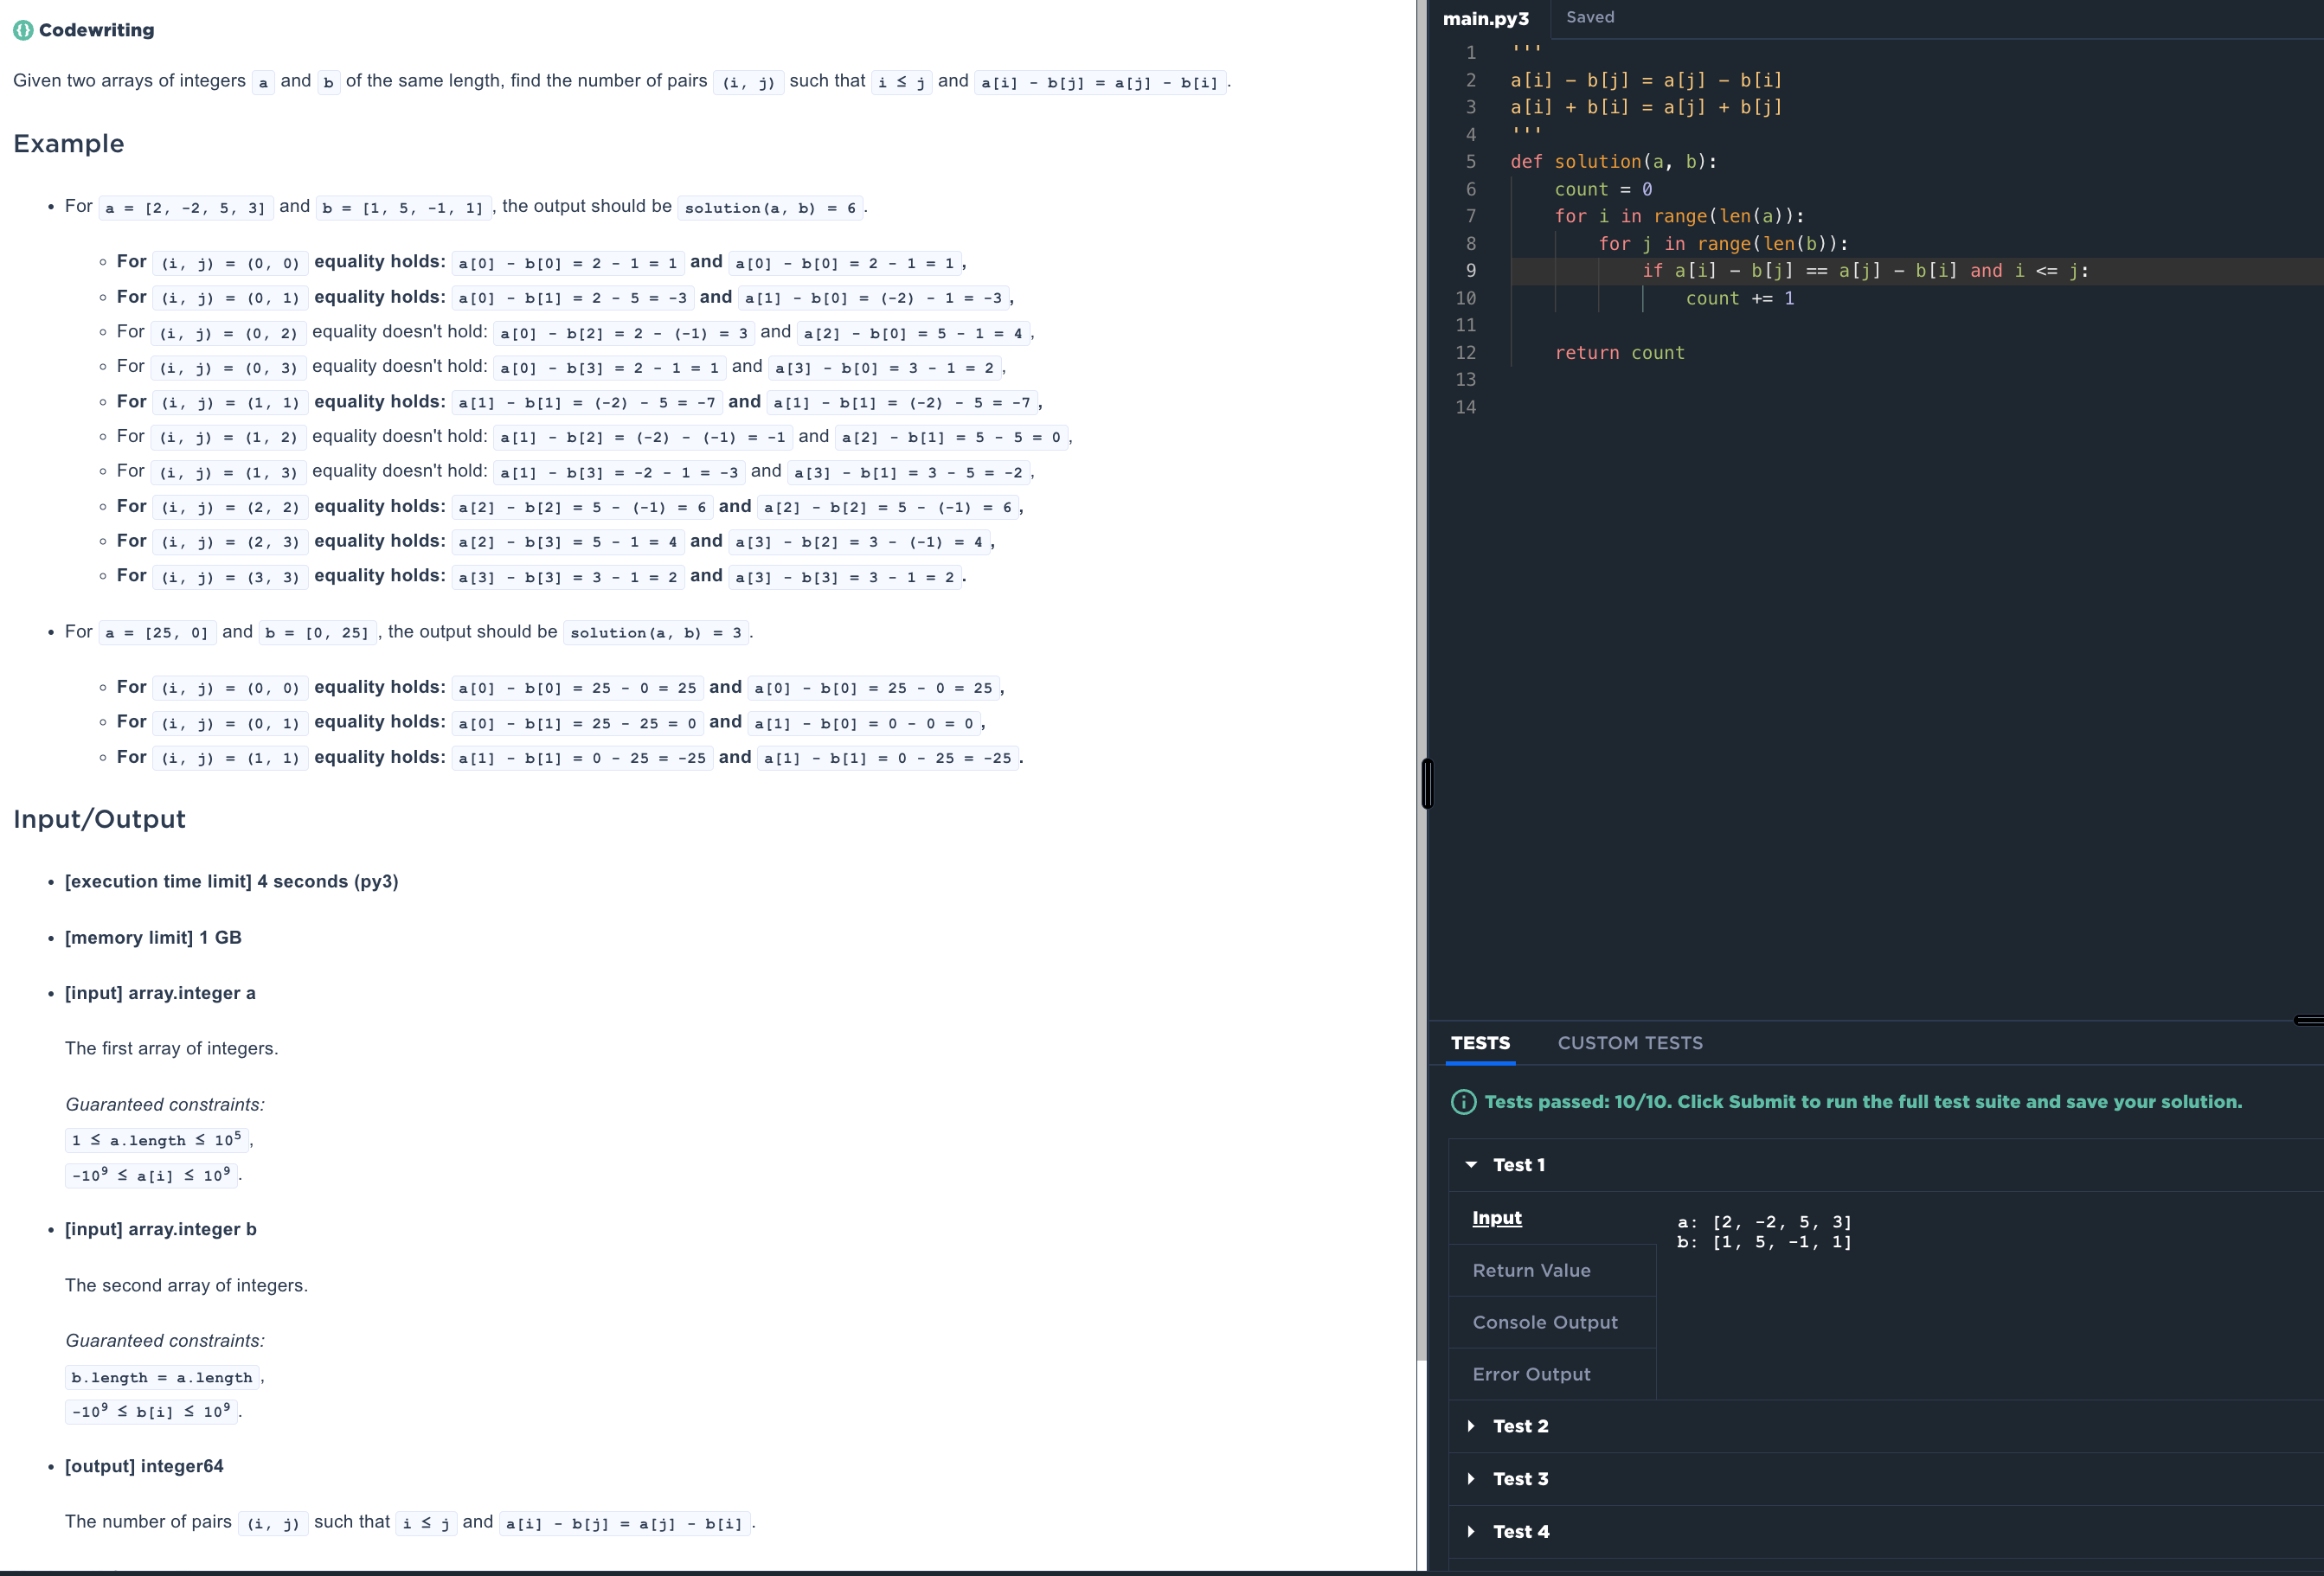 Codewriting
Given two arrays of integers a and b of the same length, find the number of pairs (i, j) such that i ≤ j and a[i] - b[j] = a[j] - b[i].
Example
• For a = [2, -2, 5, 3] and b = [1, 5, -1, 1], the output should be solution(a, b) = 6.
◦ For (i, j) = (0, 0) equality holds: a[0] - b[0] = 2 - 1 = 1 and a[0] - b[0] = 2 - 1 = 1,
◦ For (i, j) = (0, 1) equality holds: a[0] - b[1] = 2 - 5 = -3 and a[1] - b[0] = (-2) - 1 = -3,
◦ For (i, j) = (0, 2) equality doesn't hold: a[0] - b[2] = 2 - (-1) = 3 and a[2] - b[0] = 5 - 1 = 4,
◦ For (i, j) = (0, 3) equality doesn't hold: a[0] - b[3] = 2 - 1 = 1 and a[3] - b[0] = 3 - 1 = 2,
◦ For (i, j) = (1, 1) equality holds: a[1] - b[1] = (-2) - 5 = -7 and a[1] - b[1] = (-2) - 5 = -7,
◦ For (i, j) = (1, 2) equality doesn't hold: a[1] - b[2] = (-2) - (-1) = -1 and a[2] - b[1] = 5 - 5 = 0,
◦ For (i, j) = (1, 3) equality doesn't hold: a[1] - b[3] = -2 - 1 = -3 and a[3] - b[1] = 3 - 5 = -2,
◦ For (i, j) = (2, 2) equality holds: a[2] - b[2] = 5 - (-1) = 6 and a[2] - b[2] = 5 - (-1) = 6,
◦ For (i, j) = (2, 3) equality holds: a[2] - b[3] = 5 - 1 = 4 and a[3] - b[2] = 3 - (-1) = 4,
◦ For (i, j) = (3, 3) equality holds: a[3] - b[3] = 3 - 1 = 2 and a[3] - b[3] = 3 - 1 = 2.
• For a = [25, 0] and b = [0, 25], the output should be solution(a, b) = 3.
◦ For (i, j) = (0, 0) equality holds: a[0] - b[0] = 25 - 0 = 25 and a[0] - b[0] = 25 - 0 = 25,
◦ For (i, j) = (0, 1) equality holds: a[0] - b[1] = 25 - 25 = 0 and a[1] - b[0] = 0 - 0 = 0,
◦ For (i, j) = (1, 1) equality holds: a[1] - b[1] = 0 - 25 = -25 and a[1] - b[1] = 0 - 25 = -25.
Input/Output
• [execution time limit] 4 seconds (py3)
• [memory limit] 1 GB
• [input] array.integer a
The first array of integers.
Guaranteed constraints:
1 ≤ a.length ≤ 10⁵,
-10⁹ ≤ a[i] ≤ 10⁹.
• [input] array.integer b
The second array of integers.
Guaranteed constraints:
b.length = a.length,
-10⁹ ≤ b[i] ≤ 10⁹.
• [output] integer64
The number of pairs (i, j) such that i ≤ j and a[i] - b[j] = a[j] - b[i].
main.py3 Saved
1 '''
2 a[i] - b[j] = a[j] - b[i]
3 a[i] + b[i] = a[j] + b[j]
4 '''
5 def solution(a, b):
6 count = 0
7 for i in range(len(a)):
8 for j in range(len(b)):
9 if a[i] - b[j] == a[j] - b[i] and i <= j:
10 count += 1
11
12 return count
13
14
TESTS CUSTOM TESTS
Tests passed: 10/10. Click Submit to run the full test suite and save your solution.
Test 1
Input
a: [2, -2, 5, 3]
b: [1, 5, -1, 1]
Return Value
Console Output
Error Output
Test 2
Test 3
Test 4